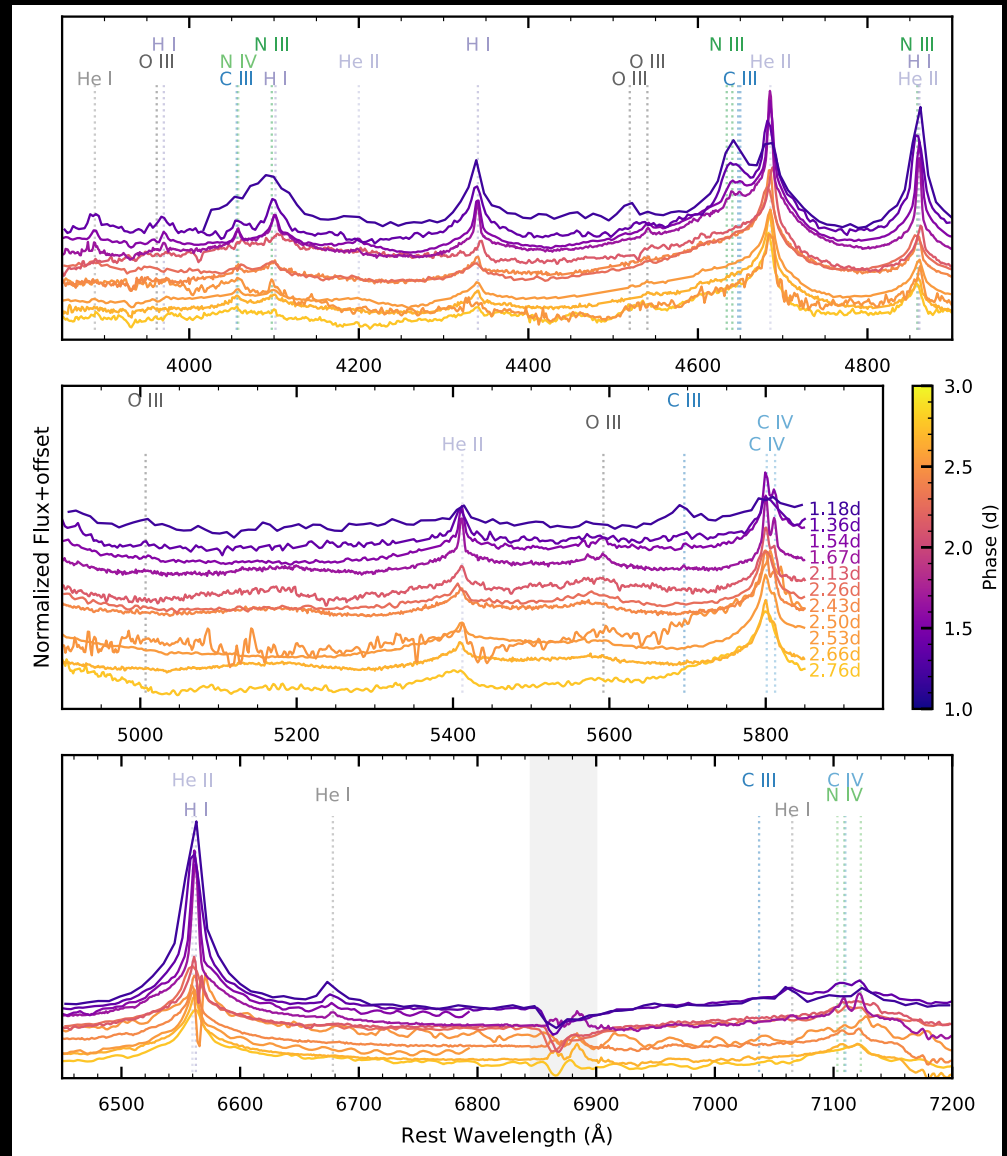 H I N III H I N III N III
O III N IV He II O III He II H I
He I C III H I O III C III He II
4000 4200 4400 4600 4800
O III C III
He II O III C IV
C IV
1.18d
1.36d
1.54d
1.67d
2.13d
2.26d
2.43d
2.50d
2.53d
2.66d
2.76d
5000 5200 5400 5600 5800
Normalized Flux+offset
3.0
2.5
2.0
1.5
1.0
Phase (d)
He II C III C IV
H I He I He I N IV
6500 6600 6700 6800 6900 7000 7100 7200
Rest Wavelength (Å)